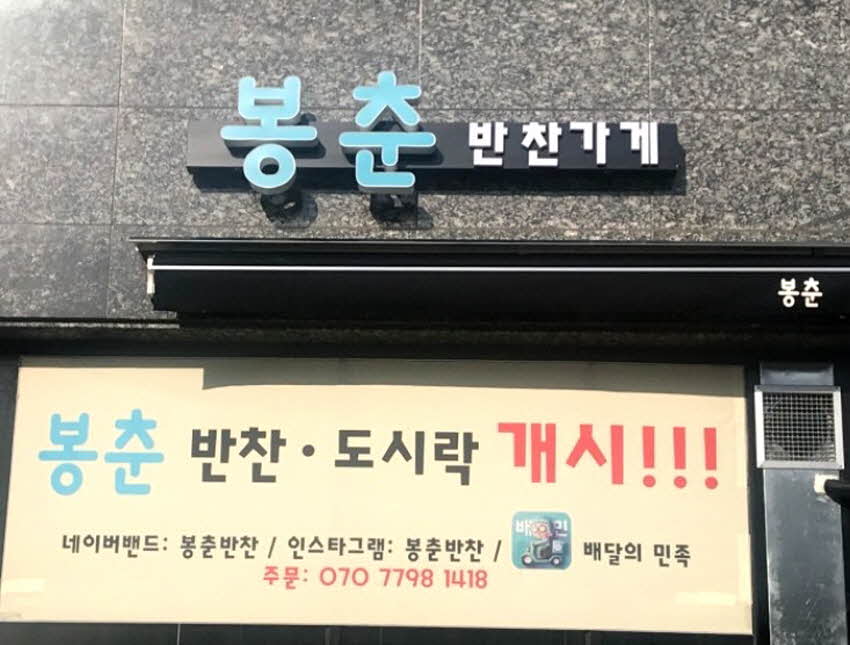 봉춘 반찬가게
봉춘
봉춘 반찬·도시락 개시!!!
네이버밴드: 봉춘반찬 / 인스타그램: 봉춘반찬 / 배민 배달의 민족
주문: 070 7798 1418